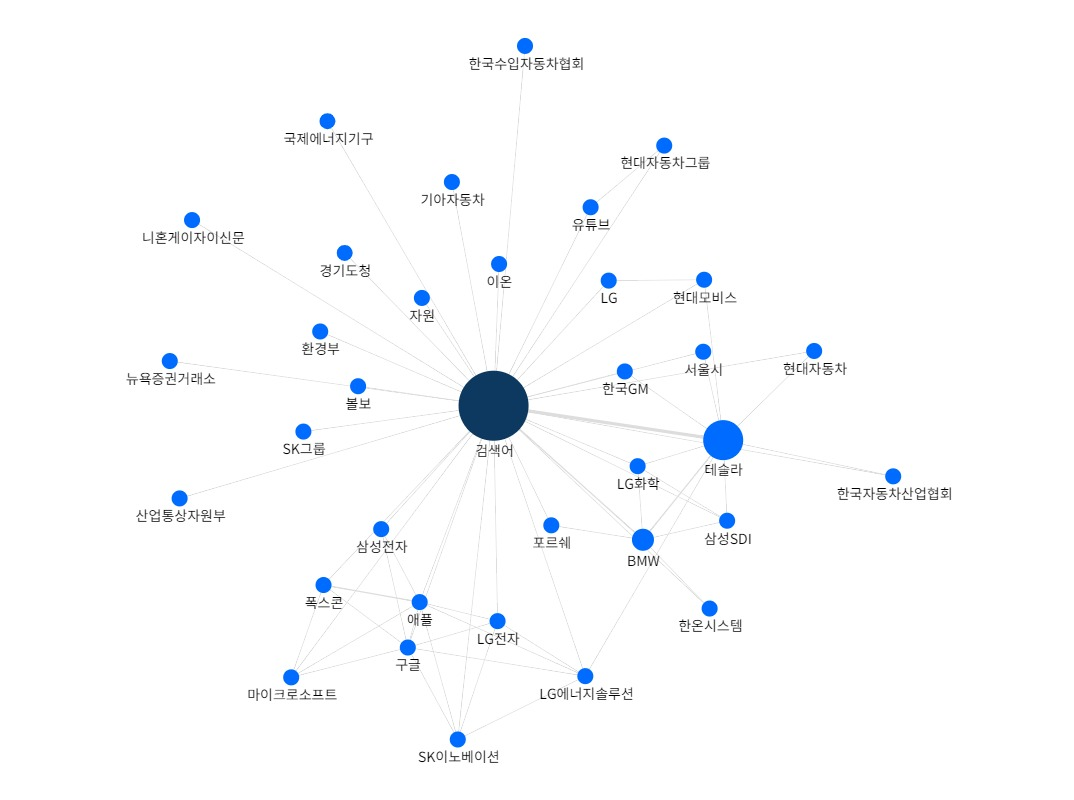 한국수입자동차협회
국제에너지기구
현대자동차그룹
기아자동차
유튜브
니혼게이자이신문
경기도청
이온
LG
현대모비스
자원
환경부
서울시
현대자동차
뉴욕증권거래소
한국GM
볼보
SK그룹
검색어
테슬라
LG화학
한국자동차산업협회
산업통상자원부
삼성전자
포르쉐
삼성SDI
BMW
폭스콘
애플
한온시스템
LG전자
구글
마이크로소프트
LG에너지솔루션
SK이노베이션